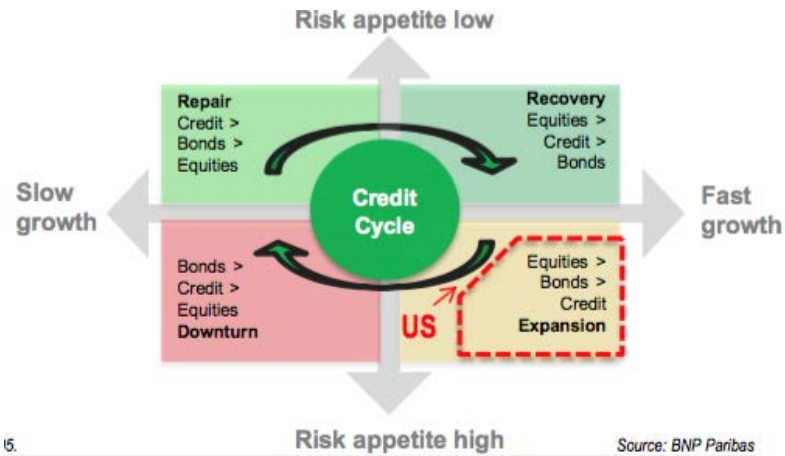 Risk appetite low
Repair
Credit >
Bonds >
Equities
Recovery
Equities >
Credit >
Bonds
Slow
growth
Credit
Cycle
Fast
growth
Bonds >
Credit >
Equities
Downturn
US
Equities >
Bonds >
Credit
Expansion
Risk appetite high
Source: BNP Paribas